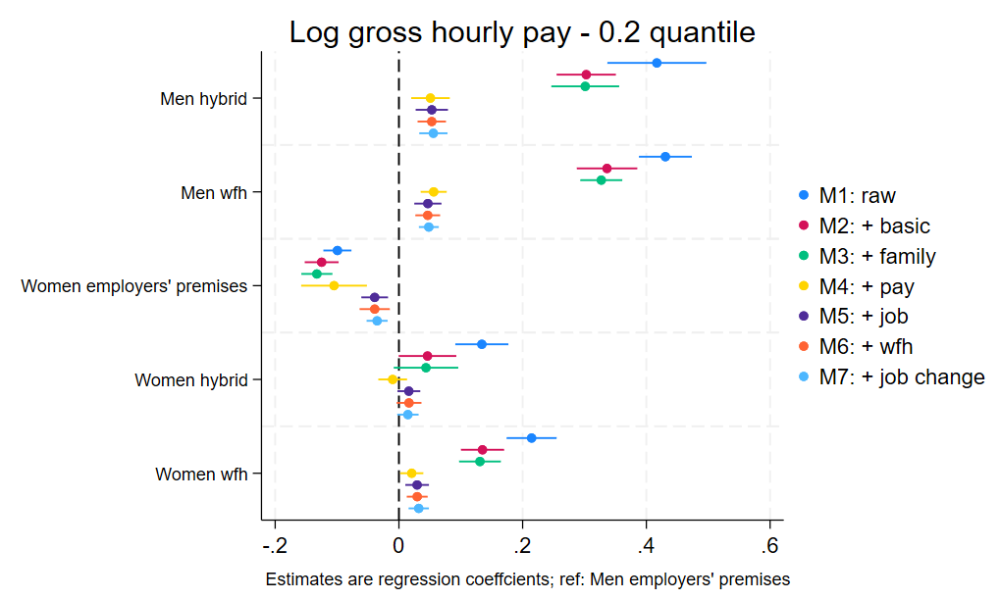 Log gross hourly pay - 0.2 quantile
Men hybrid
Men wfh
Women employers' premises
Women hybrid
Women wfh
M1: raw
M2: + basic
M3: + family
M4: + pay
M5: + job
M6: + wfh
M7: + job change
-.2 0 .2 .4 .6
Estimates are regression coeffcients; ref: Men employers' premises